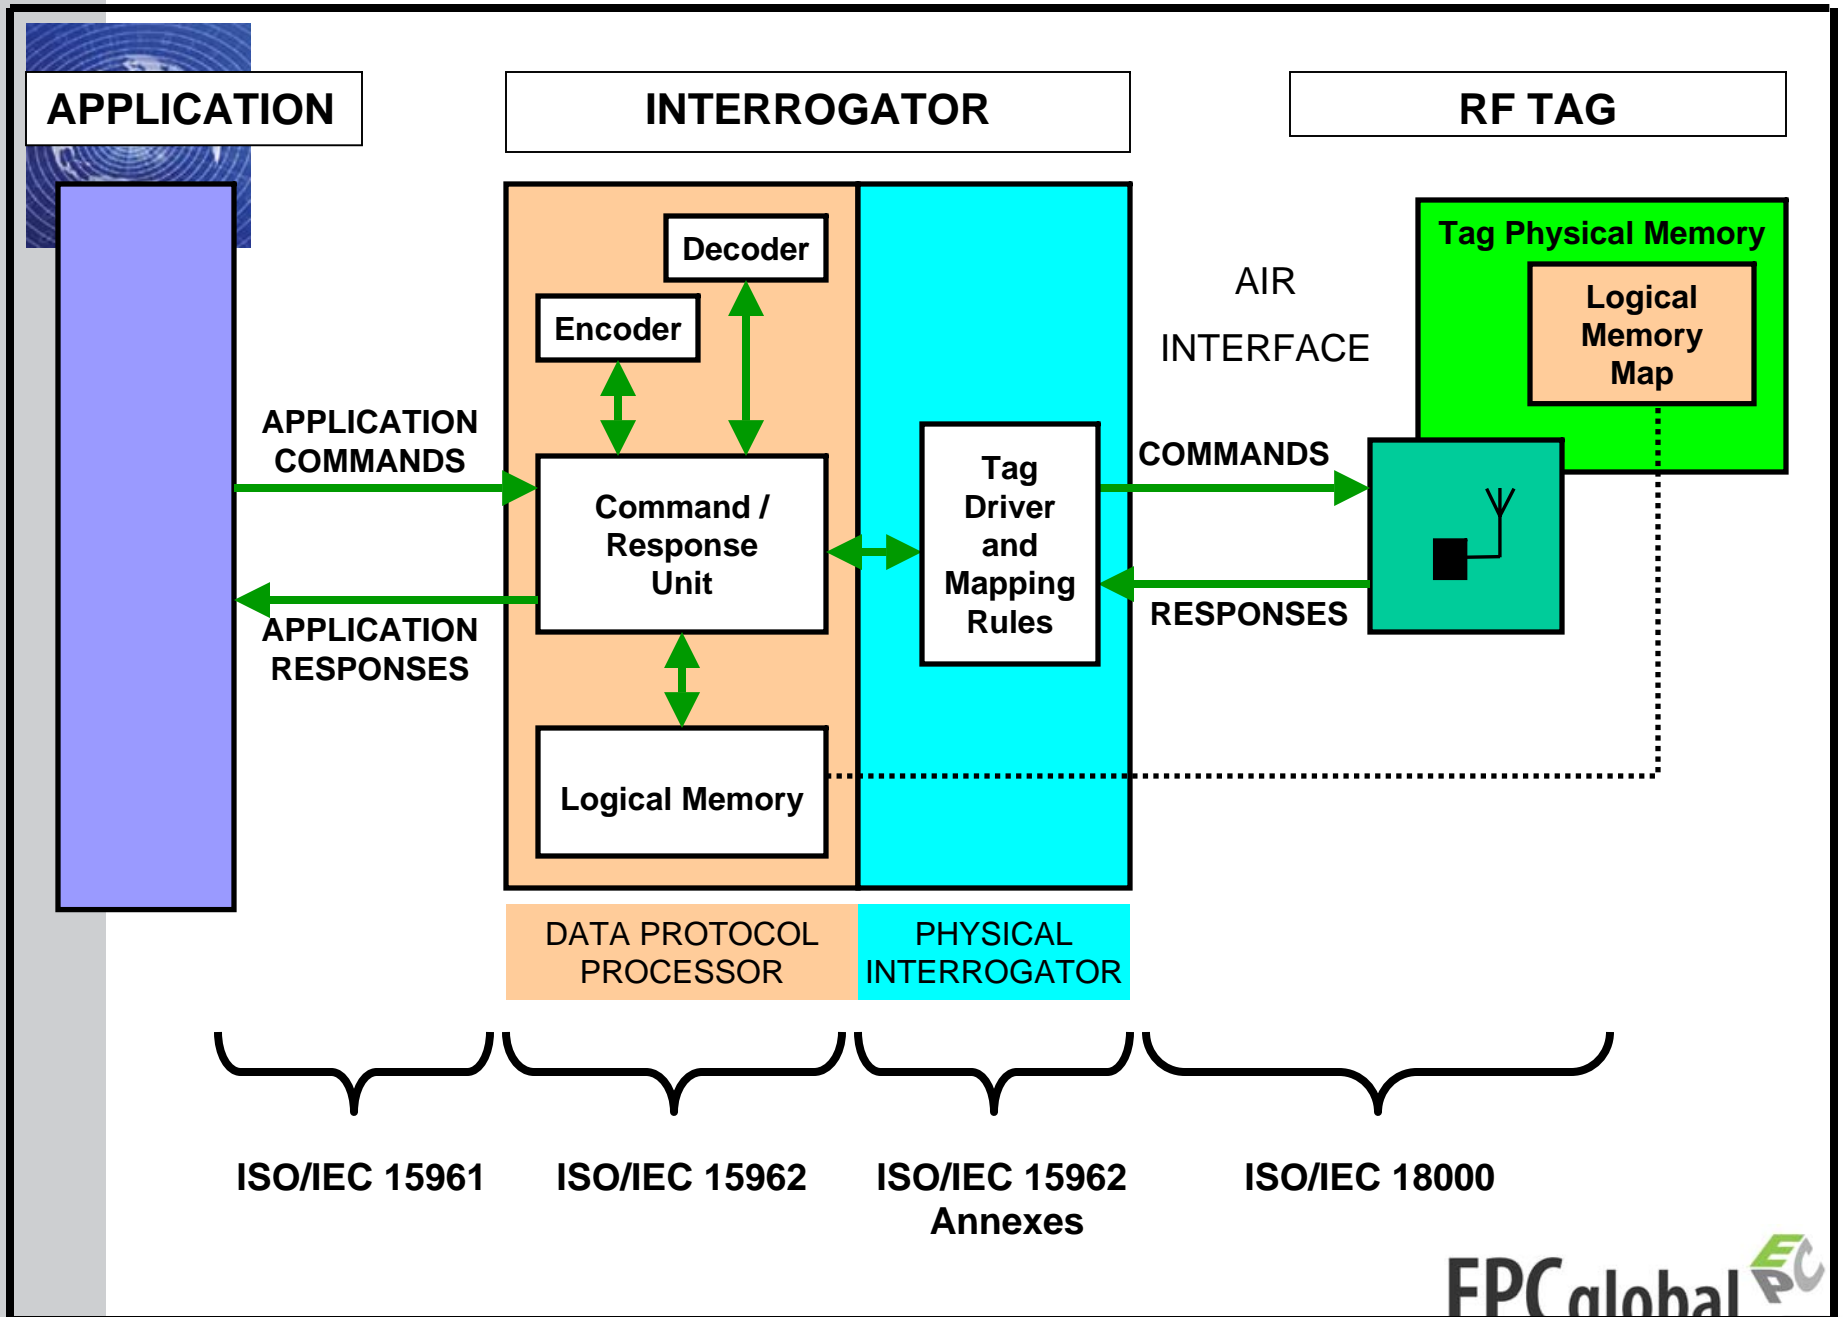 APPLICATION
INTERROGATOR
RF TAG
Decoder
Encoder
Tag Physical Memory
Logical
Memory
Map
AIR
INTERFACE
APPLICATION
COMMANDS
Command /
Response
Unit
Tag
Driver
and
Mapping
Rules
COMMANDS
RESPONSES
APPLICATION
RESPONSES
Logical Memory
DATA PROTOCOL
PROCESSOR
PHYSICAL
INTERROGATOR
ISO/IEC 15961
ISO/IEC 15962
ISO/IEC 15962
Annexes
ISO/IEC 18000
EPCglobal
EPC